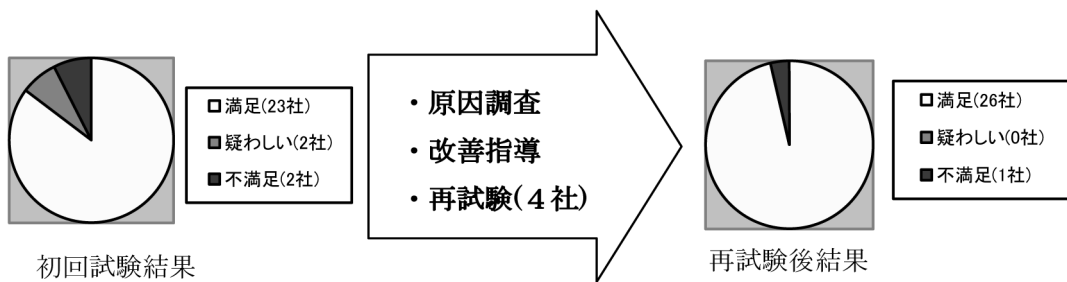 満足(23社)
疑わしい(2社)
不満足(2社)
初回試験結果
・原因調査
・改善指導
・再試験(４社)
満足(26社)
疑わしい(0社)
不満足(1社)
再試験後結果